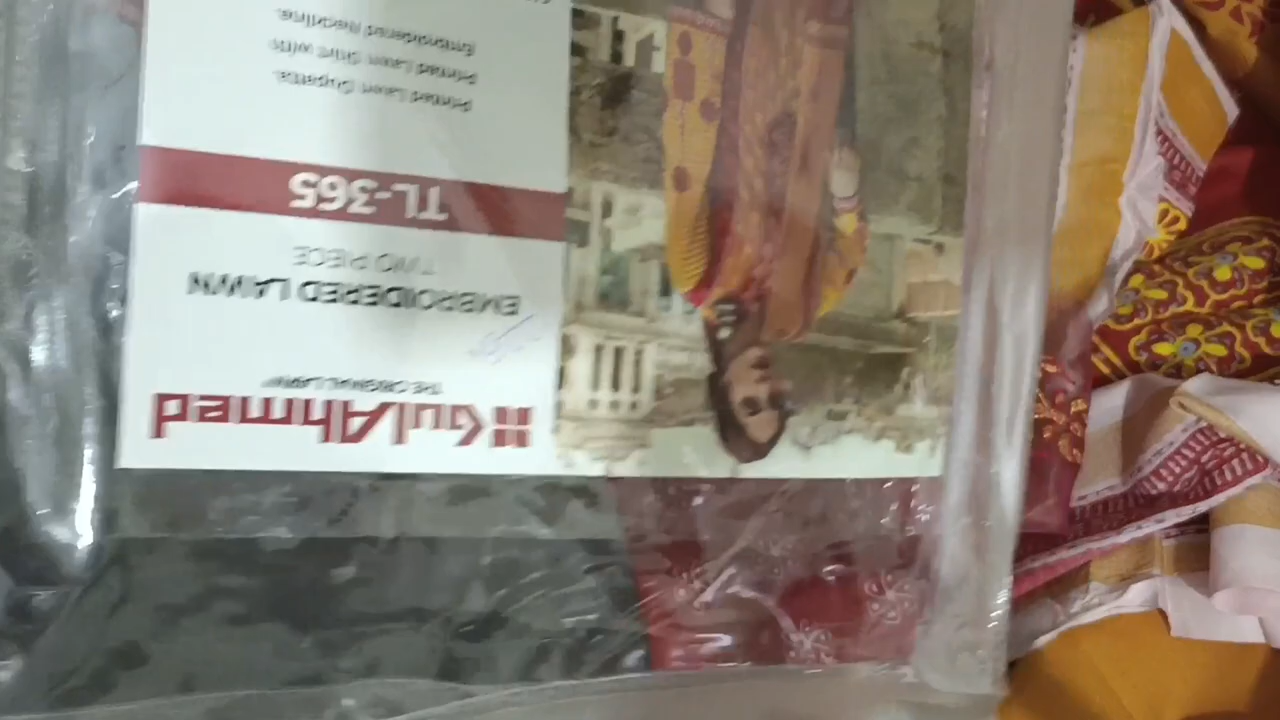 GulAhmed
THE ORIGINAL LAWN
EMBROIDERED LAWN
TWO PIECE
TL-365
Printed Lawn Dupatta.
Printed Lawn Shirt with
Embroidered Neckline.